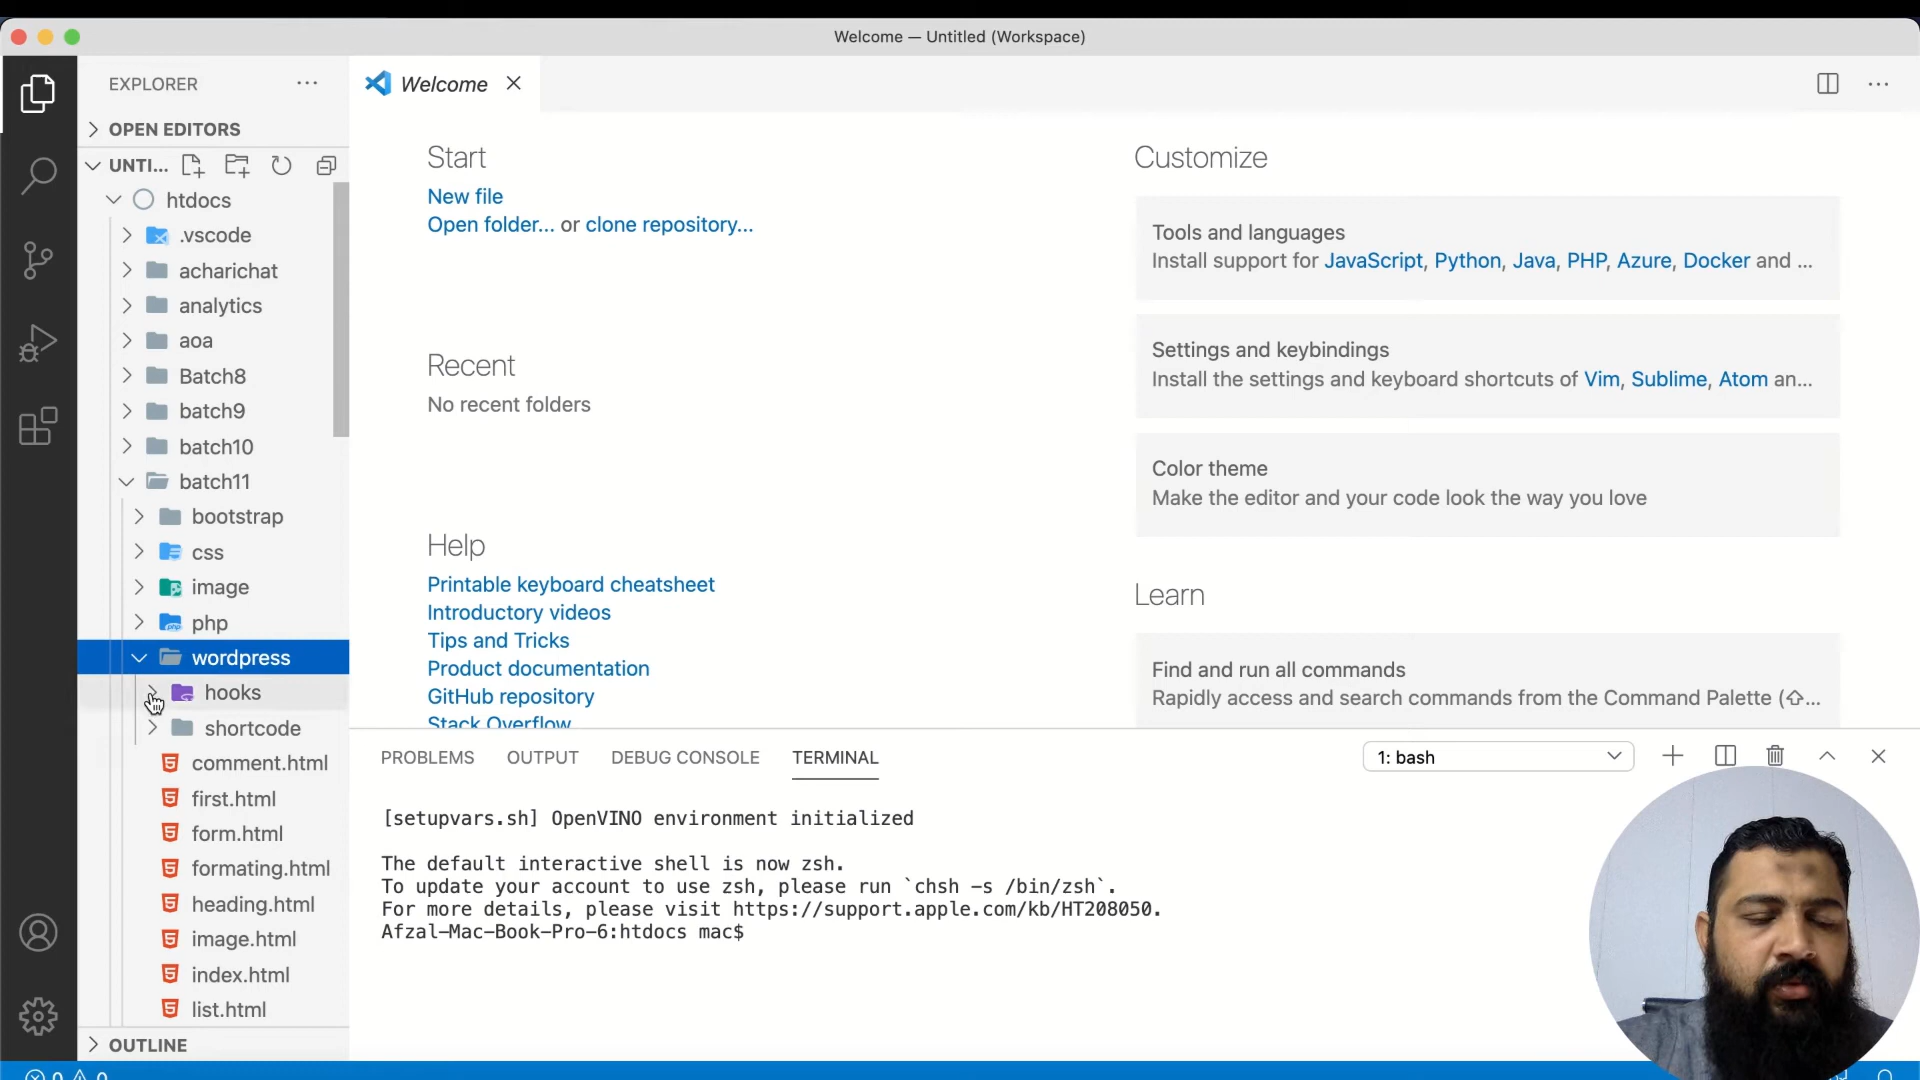 Welcome — Untitled (Workspace)
EXPLORER
OPEN EDITORS
UNTI...
htdocs
.vscode
acharichat
analytics
aoa
Batch8
batch9
batch10
batch11
bootstrap
css
image
php
wordpress
hooks
shortcode
comment.html
first.html
form.html
formating.html
heading.html
image.html
index.html
list.html
OUTLINE
Welcome
Start
New file
Open folder... or clone repository...
Recent
No recent folders
Help
Printable keyboard cheatsheet
Introductory videos
Tips and Tricks
Product documentation
GitHub repository
Stack Overflow
Customize
Tools and languages
Install support for JavaScript, Python, Java, PHP, Azure, Docker and ...
Settings and keybindings
Install the settings and keyboard shortcuts of Vim, Sublime, Atom an...
Color theme
Make the editor and your code look the way you love
Learn
Find and run all commands
Rapidly access and search commands from the Command Palette (⇧...
PROBLEMS OUTPUT DEBUG CONSOLE TERMINAL 1: bash
[setupvars.sh] OpenVINO environment initialized
The default interactive shell is now zsh.
To update your account to use zsh, please run `chsh -s /bin/zsh`.
For more details, please visit https://support.apple.com/kb/HT208050.
Afzal-Mac-Book-Pro-6:htdocs mac$
0 0